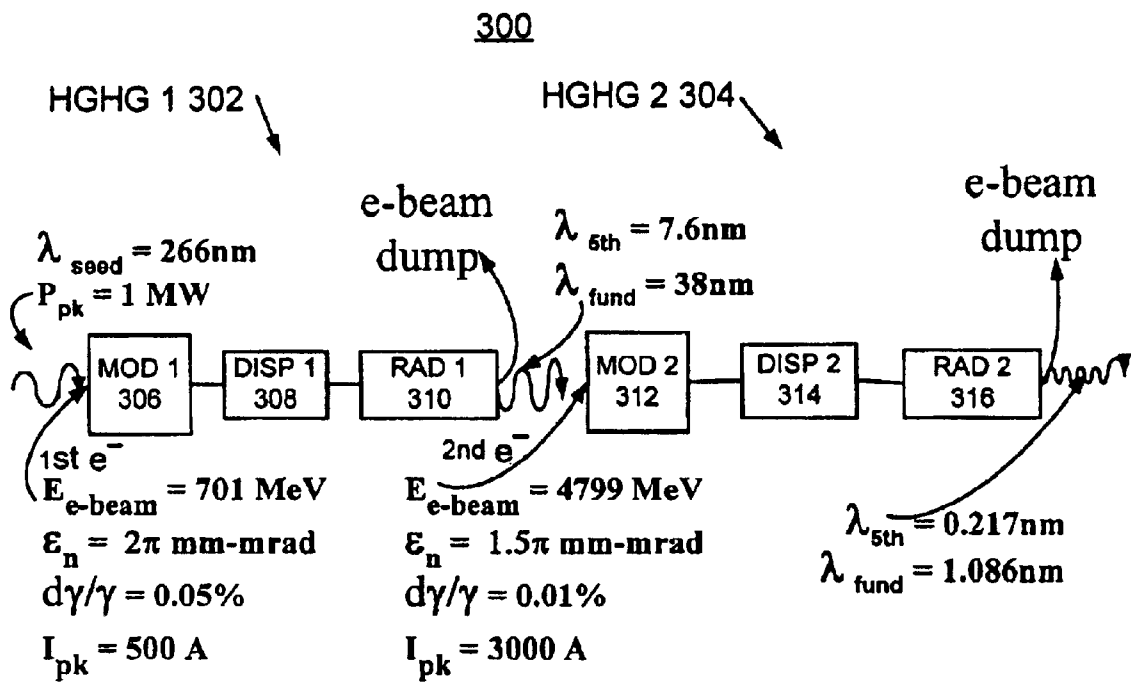 300
HGHG 1 302
HGHG 2 304
e-beam
dump
e-beam
dump
λ seed = 266nm
P pk = 1 MW
λ 5th = 7.6nm
λ fund = 38nm
MOD 1
306
DISP 1
308
RAD 1
310
MOD 2
312
DISP 2
314
RAD 2
316
1st e⁻
E e-beam = 701 MeV
ε n = 2π mm-mrad
dγ/γ = 0.05%
I pk = 500 A
2nd e⁻
E e-beam = 4799 MeV
ε n = 1.5π mm-mrad
dγ/γ = 0.01%
I pk = 3000 A
λ 5th = 0.217nm
λ fund = 1.086nm